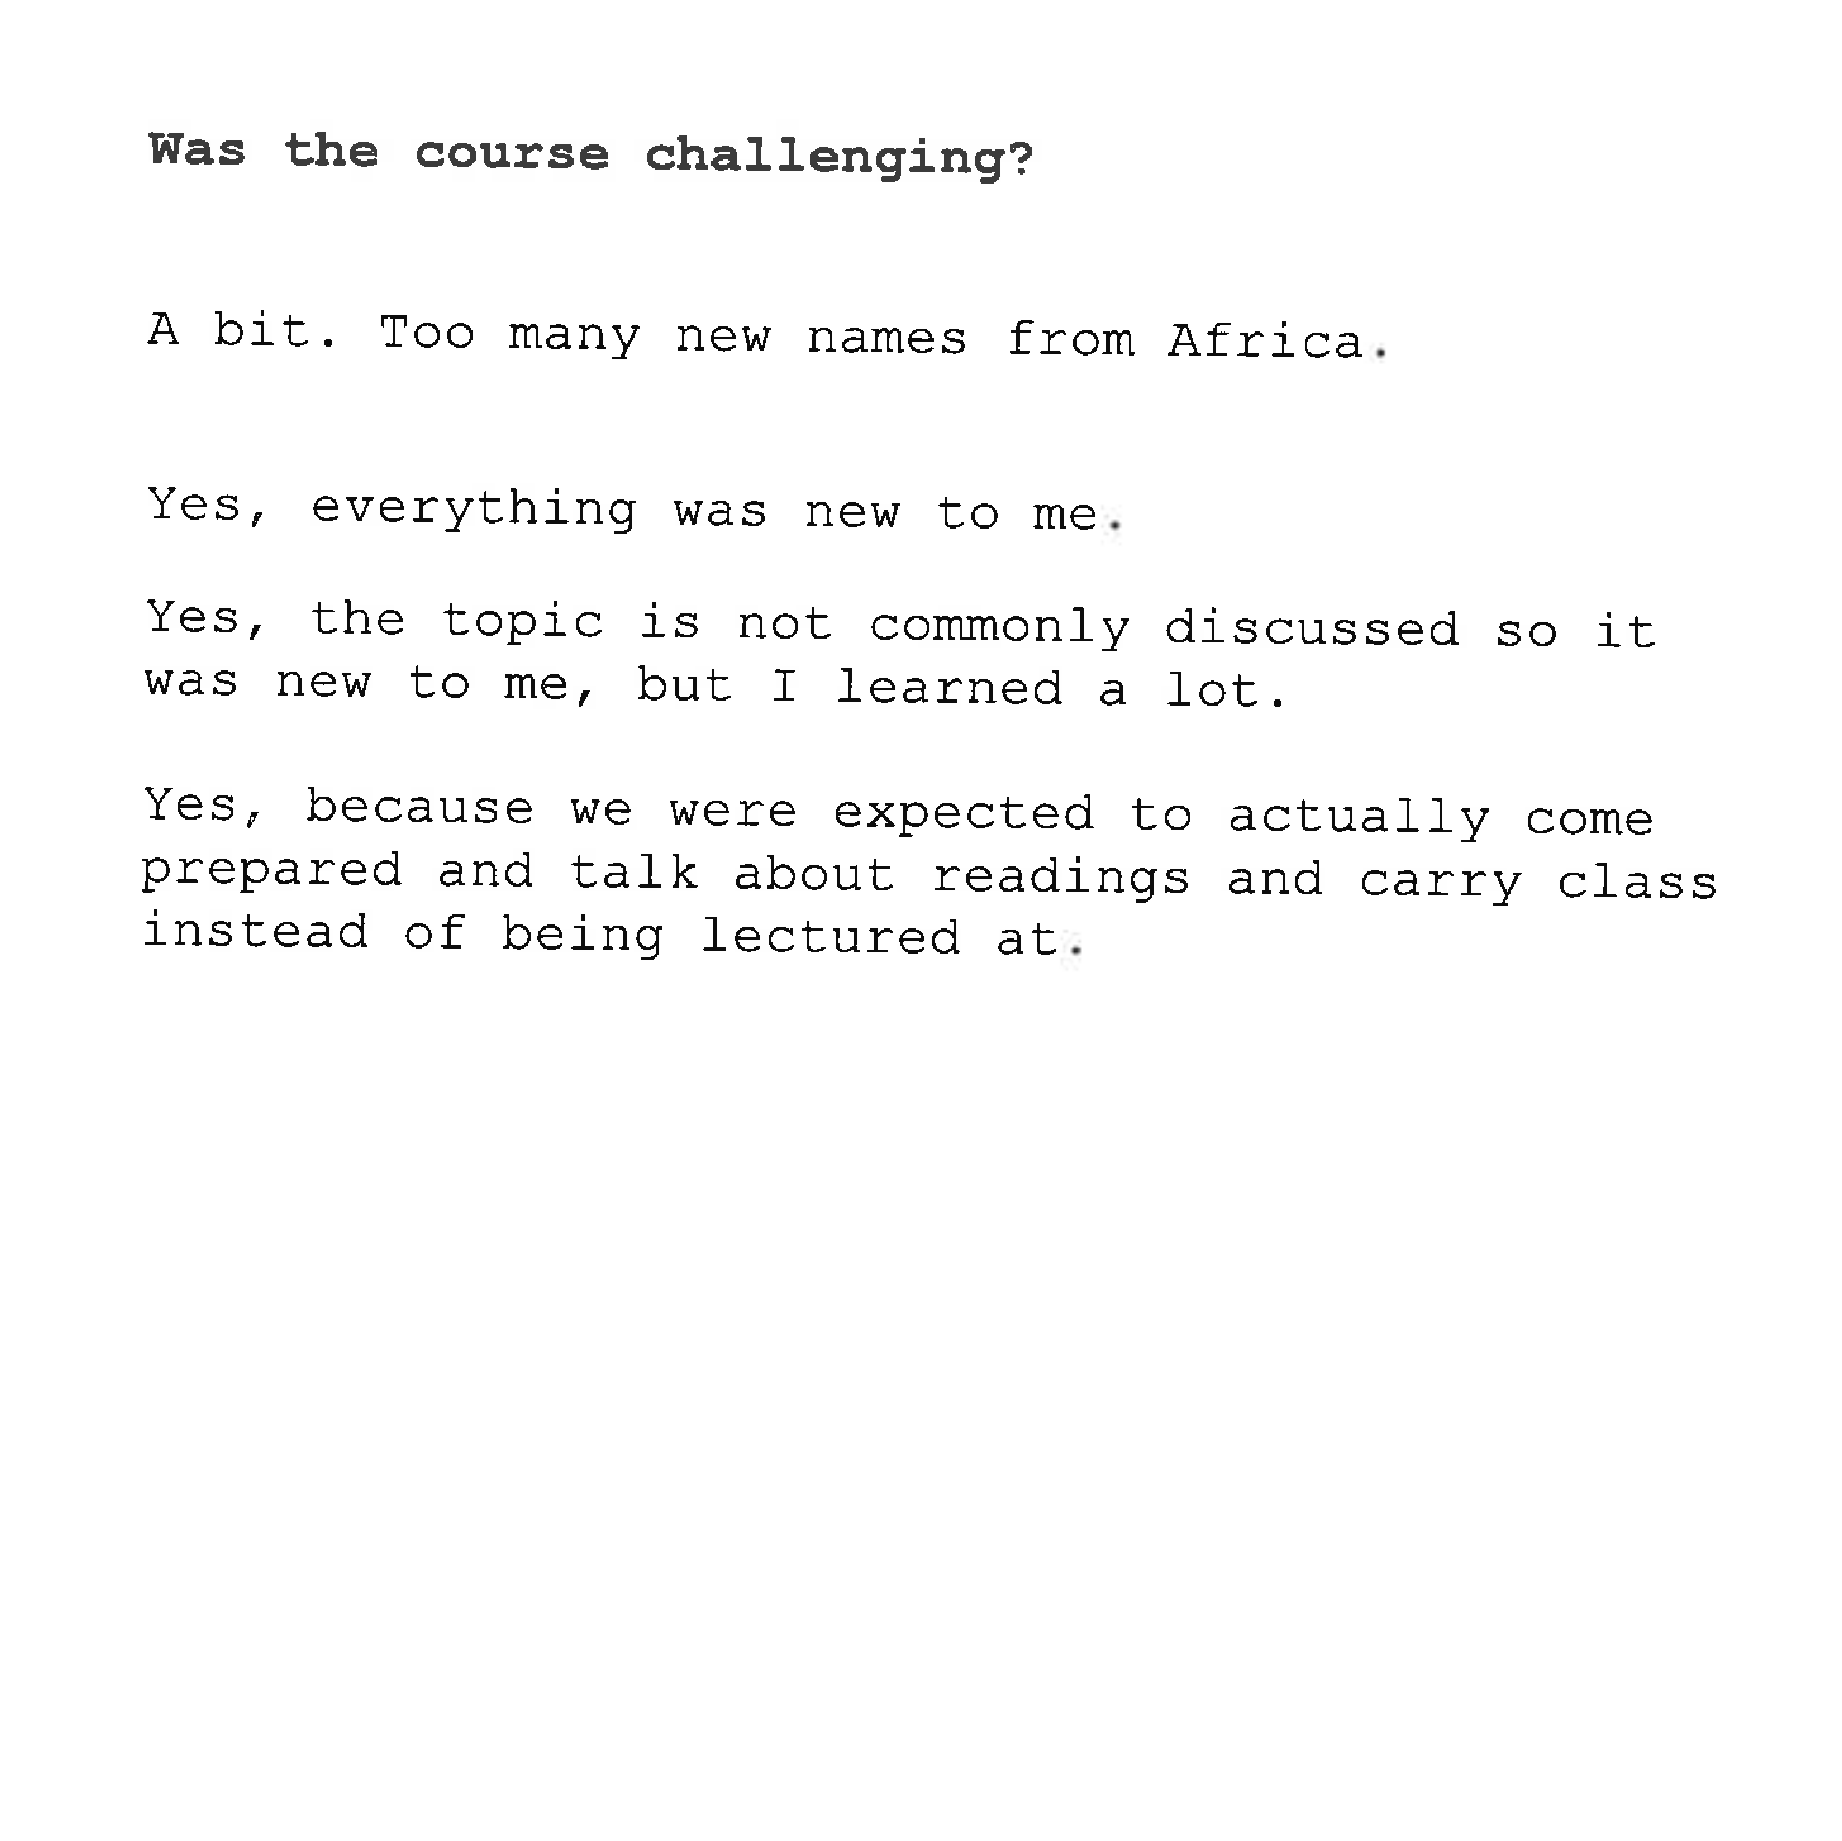 Was the course challenging?
A bit. Too many new names from Africa.
Yes, everything was new to me.
Yes, the topic is not commonly discussed so it
was new to me, but I learned a lot.
Yes, because we were expected to actually come
prepared and talk about readings and carry class
instead of being lectured at.